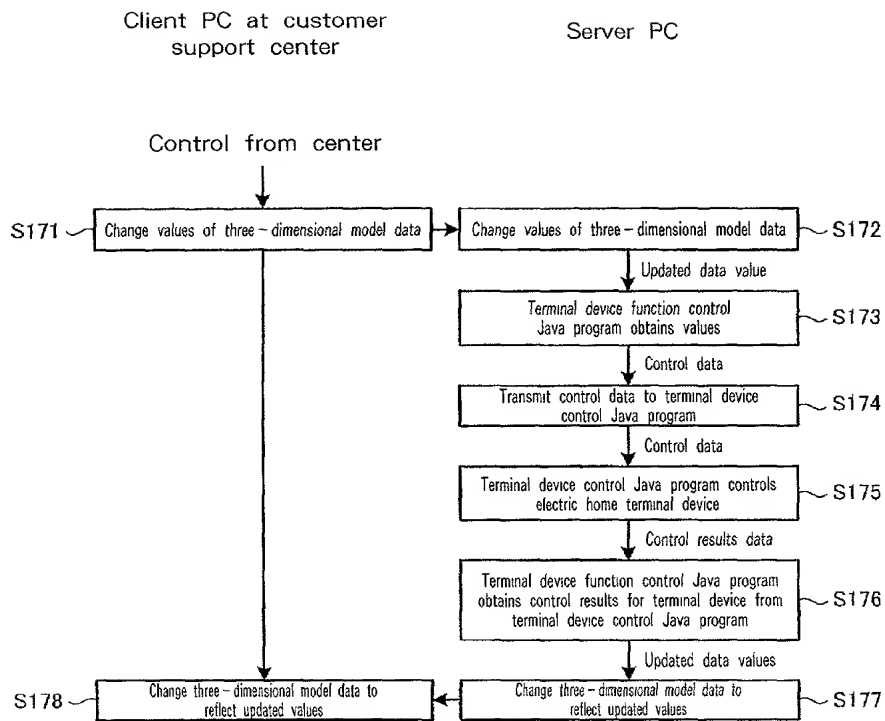 Client PC at customer
support center
Server PC
Control from center
S171
Change values of three-dimensional model data
Change values of three-dimensional model data
S172
Updated data value
Terminal device function control
Java program obtains values
S173
Control data
Transmit control data to terminal device
control Java program
S174
Control data
Terminal device control Java program controls
electric home terminal device
S175
Control results data
Terminal device function control Java program
obtains control results for terminal device from
terminal device control Java program
S176
Updated data values
S178
Change three-dimensional model data to
reflect updated values
Change three-dimensional model data to
reflect updated values
S177